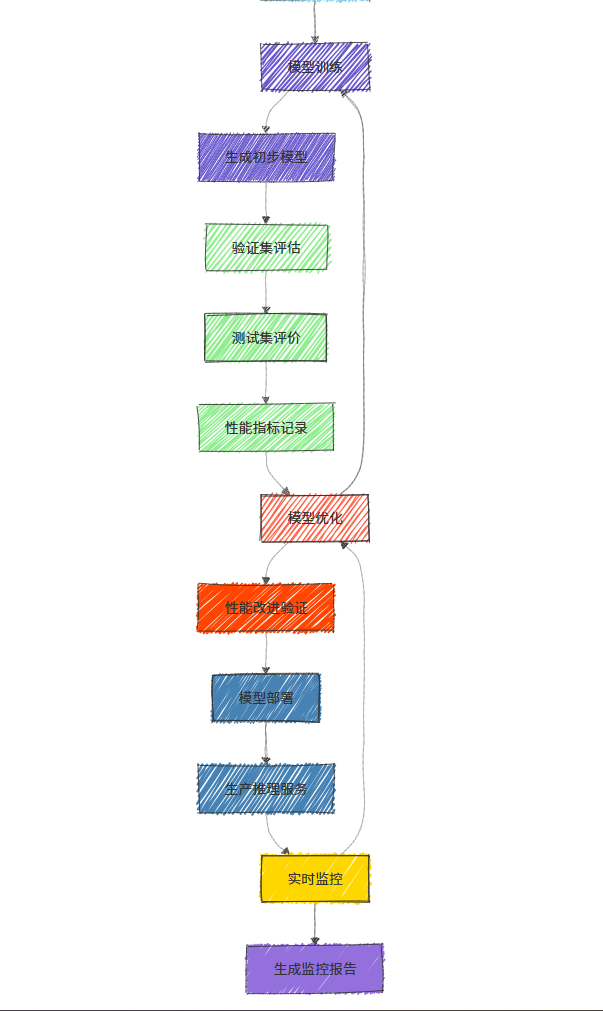 模型训练
生成初步模型
验证集评估
测试集评价
性能指标记录
模型优化
性能改进验证
模型部署
生产推理服务
实时监控
生成监控报告